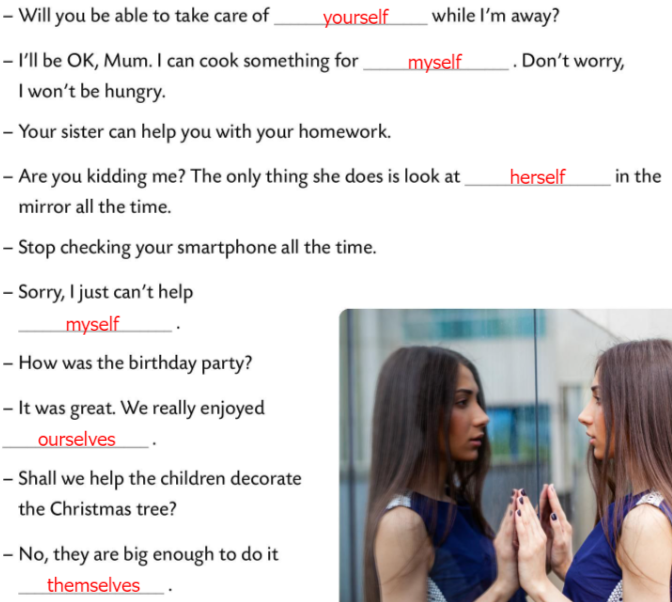 – Will you be able to take care of yourself while I’m away?
– I’ll be OK, Mum. I can cook something for myself. Don’t worry,
I won’t be hungry.
– Your sister can help you with your homework.
– Are you kidding me? The only thing she does is look at herself in the
mirror all the time.
– Stop checking your smartphone all the time.
– Sorry, I just can’t help
myself.
– How was the birthday party?
– It was great. We really enjoyed
ourselves.
– Shall we help the children decorate
the Christmas tree?
– No, they are big enough to do it
themselves.